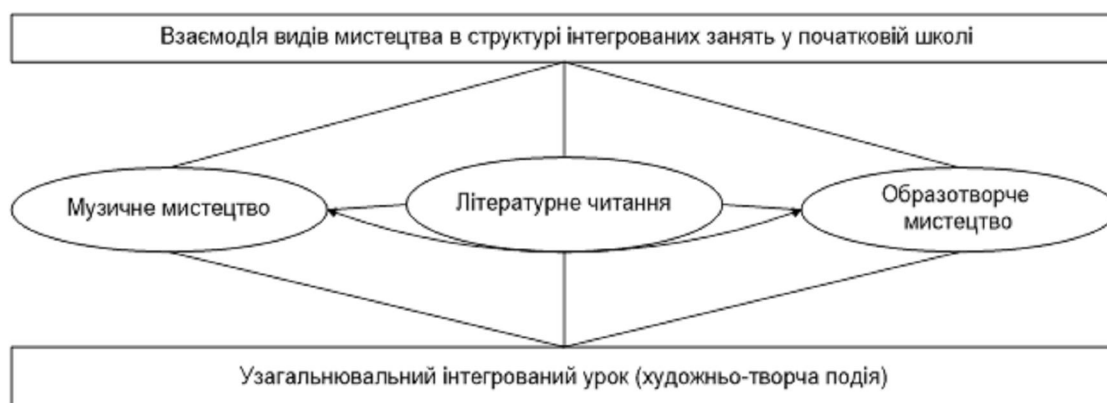 Взаємодія видів мистецтва в структурі інтегрованих занять у початковій школі
Музичне мистецтво
Літературне читання
Образотворче
мистецтво
Узагальнювальний інтегрований урок (художньо-творча подія)